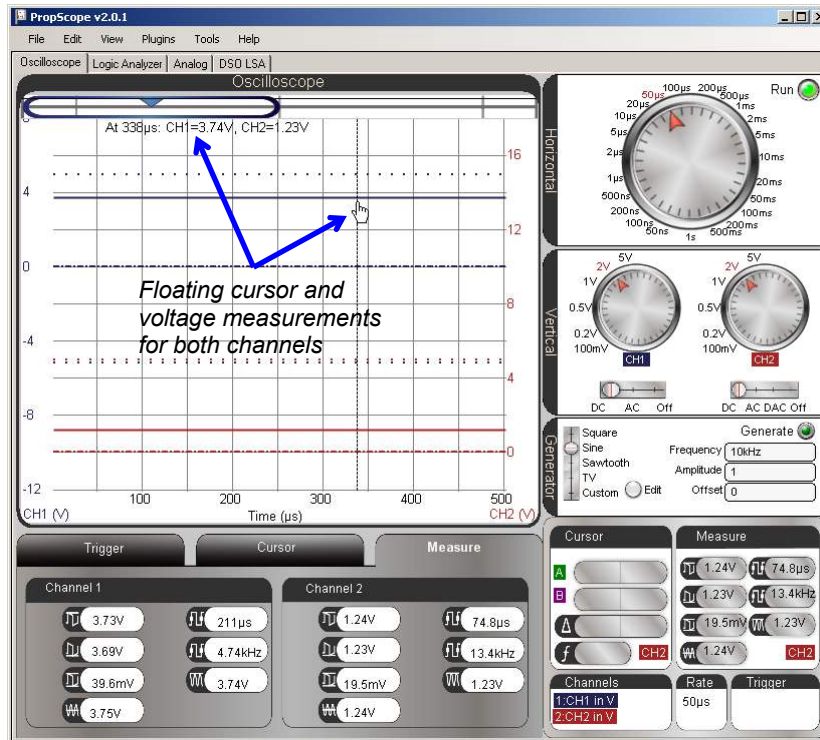 PropScope v2.0.1
File Edit View Plugins Tools Help
Oscilloscope Logic Analyzer Analog DSO LSA
Oscilloscope
At 338µs: CH1=3.74V, CH2=1.23V
8
4
0
-4
-8
-12
16
12
8
4
0
Floating cursor and
voltage measurements
for both channels
100 200 300 400 500
CH1 (V) Time (µs) CH2 (V)
Horizontal
Run
50ns
100ns
200ns
500ns
1µs
2µs
5µs
10µs
20µs
50µs
100µs
200µs
500µs
1ms
2ms
5ms
10ms
20ms
50ms
100ms
200ms
500ms
1s
Vertical
5V
2V
1V
0.5V
0.2V
100mV
CH1
DC AC Off
5V
2V
1V
0.5V
0.2V
100mV
CH2
DC AC DAC Off
Generator
Square
Sine
Sawtooth
TV
Custom
Edit
Generate
Frequency 10kHz
Amplitude 1
Offset 0
Trigger Cursor Measure
Channel 1
3.73V 211µs
3.69V 4.74kHz
39.6mV 3.74V
3.75V
Channel 2
1.24V 74.8µs
1.23V 13.4kHz
19.5mV 1.23V
1.24V
Cursor
A
B
Δ
f CH2
Measure
1.24V 74.8µs
1.23V 13.4kHz
19.5mV 1.23V
1.24V CH2
Channels
1:CH1 in V
2:CH2 in V
Rate
50µs
Trigger